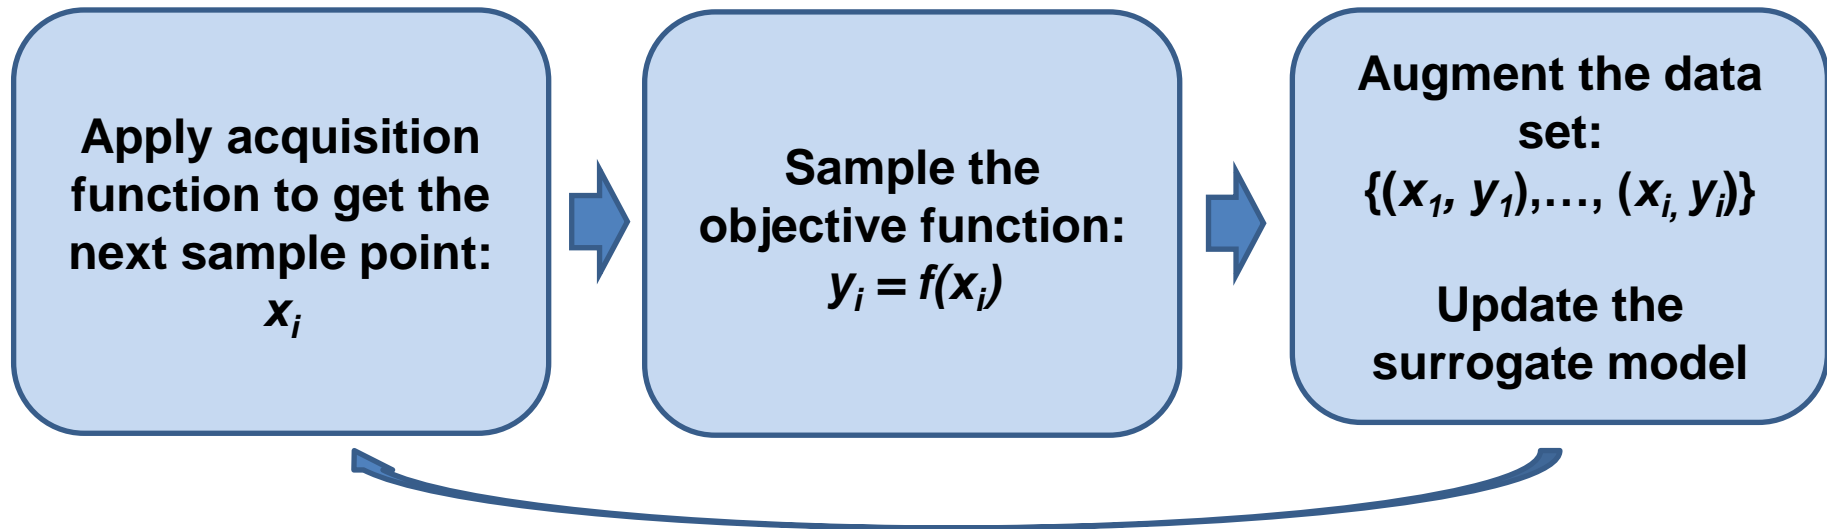 Apply acquisition
function to get the
next sample point:
xᵢ
Sample the
objective function:
yᵢ = f(xᵢ)
Augment the data
set:
{(x₁, y₁),…, (xᵢ, yᵢ)}
Update the
surrogate model